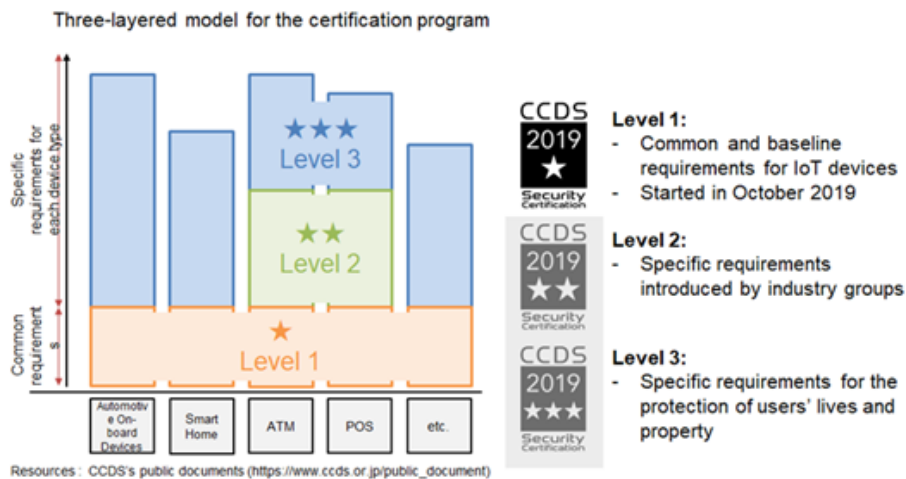 Three-layered model for the certification program
Specific
requirements for
each device type
Common
requirement
s
★★★
Level 3
★★
Level 2
★
Level 1
Automotiv
e On-
board
Devices
Smart
Home
ATM
POS
etc.
Resources : CCDS's public documents (https://www.ccds.or.jp/public_document)
CCDS
2019
★
Security
Certification
Level 1:
- Common and baseline
requirements for IoT devices
- Started in October 2019
CCDS
2019
★★
Security
Certification
Level 2:
- Specific requirements
introduced by industry groups
CCDS
2019
★★★
Security
Certification
Level 3:
- Specific requirements for the
protection of users' lives and
property